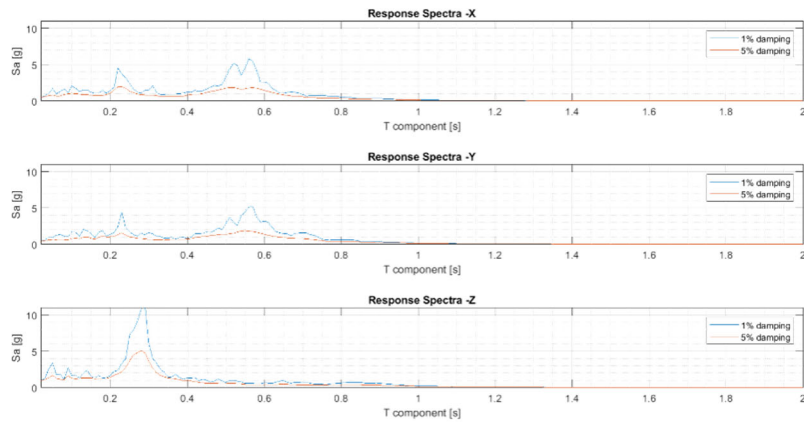 Response Spectra -X
10
5
0
Sa [g]
1% damping
5% damping
0.2 0.4 0.6 0.8 1 1.2 1.4 1.6 1.8 2
T component [s]
Response Spectra -Y
10
5
0
Sa [g]
1% damping
5% damping
0.2 0.4 0.6 0.8 1 1.2 1.4 1.6 1.8 2
T component [s]
Response Spectra -Z
10
5
0
Sa [g]
1% damping
5% damping
0.2 0.4 0.6 0.8 1 1.2 1.4 1.6 1.8 2
T component [s]